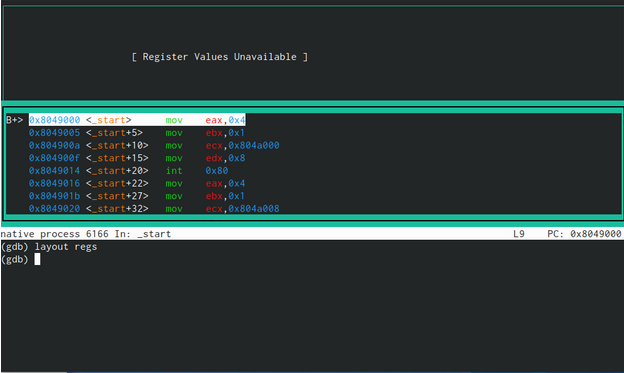 [ Register Values Unavailable ]
B+> 0x8049000 <_start> mov eax,0x4
0x8049005 <_start+5> mov ebx,0x1
0x804900a <_start+10> mov ecx,0x804a000
0x804900f <_start+15> mov edx,0x8
0x8049014 <_start+20> int 0x80
0x8049016 <_start+22> mov eax,0x4
0x804901b <_start+27> mov ebx,0x1
0x8049020 <_start+32> mov ecx,0x804a008
native process 6166 In: _start L9 PC: 0x8049000
(gdb) layout regs
(gdb)